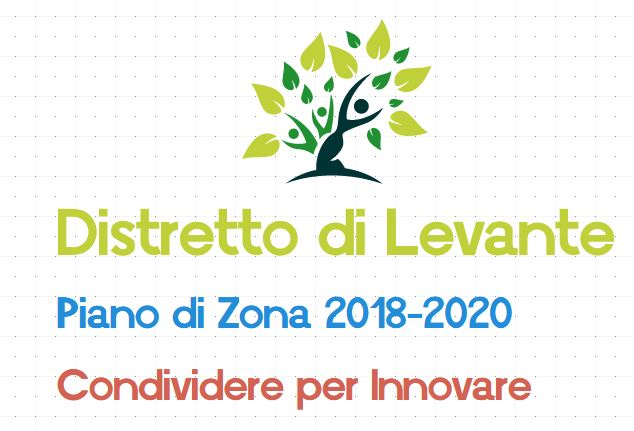 Distretto di Levante
Piano di Zona 2018-2020
Condividere per Innovare